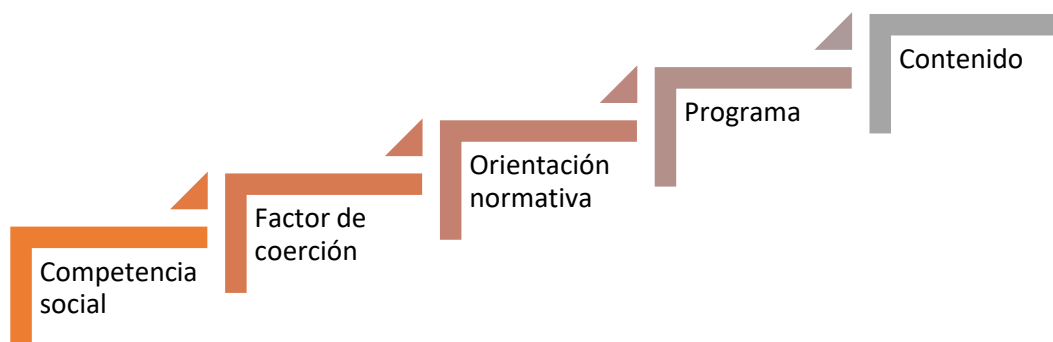 Competencia
social
Factor de
coerción
Orientación
normativa
Programa
Contenido